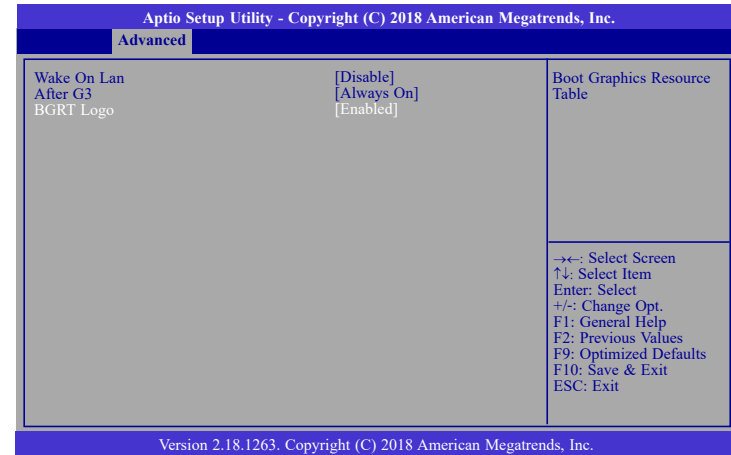 Aptio Setup Utility - Copyright (C) 2018 American Megatrends, Inc.
Advanced
Wake On Lan [Disable]
After G3 [Always On]
BGRT Logo [Enabled]
Boot Graphics Resource
Table
→←: Select Screen
↑↓: Select Item
Enter: Select
+/-: Change Opt.
F1: General Help
F2: Previous Values
F9: Optimized Defaults
F10: Save & Exit
ESC: Exit
Version 2.18.1263. Copyright (C) 2018 American Megatrends, Inc.